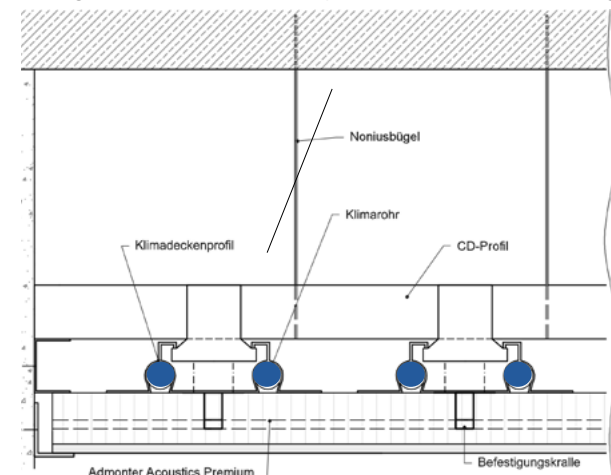 Noniusbügel
Klimarohr
Klimadeckenprofil
CD-Profil
Befestigungskralle
Admonter Acoustics Premium